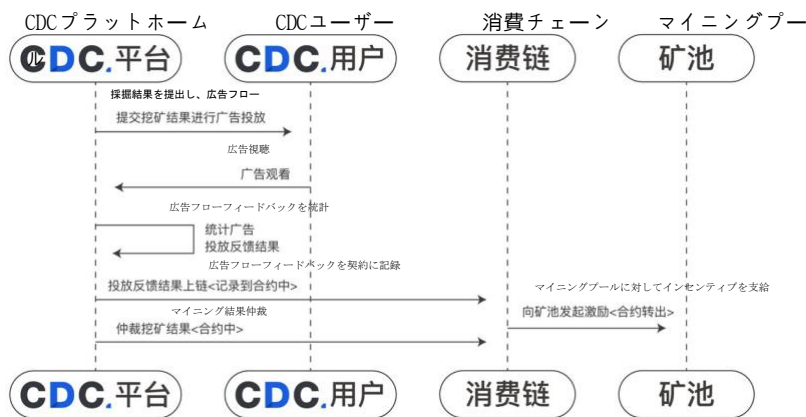 CDCプラットホーム CDCユーザー 消費チェーン マイニングプー
ル
CDC.平台 CDC.用户 消费链 矿池
採掘結果を提出し、広告フロー
提交挖矿结果进行广告投放
広告視聴
广告观看
広告フローフィードバックを統計
统计广告
投放反馈结果
広告フローフィードバックを契約に記録
投放反馈结果上链<记录到合约中>
マイニングプールに対してインセンティブを支給
向矿池发起激励<合约转出>
マイニング結果仲裁
仲裁挖矿结果<合约中>
CDC.平台 CDC.用户 消费链 矿池